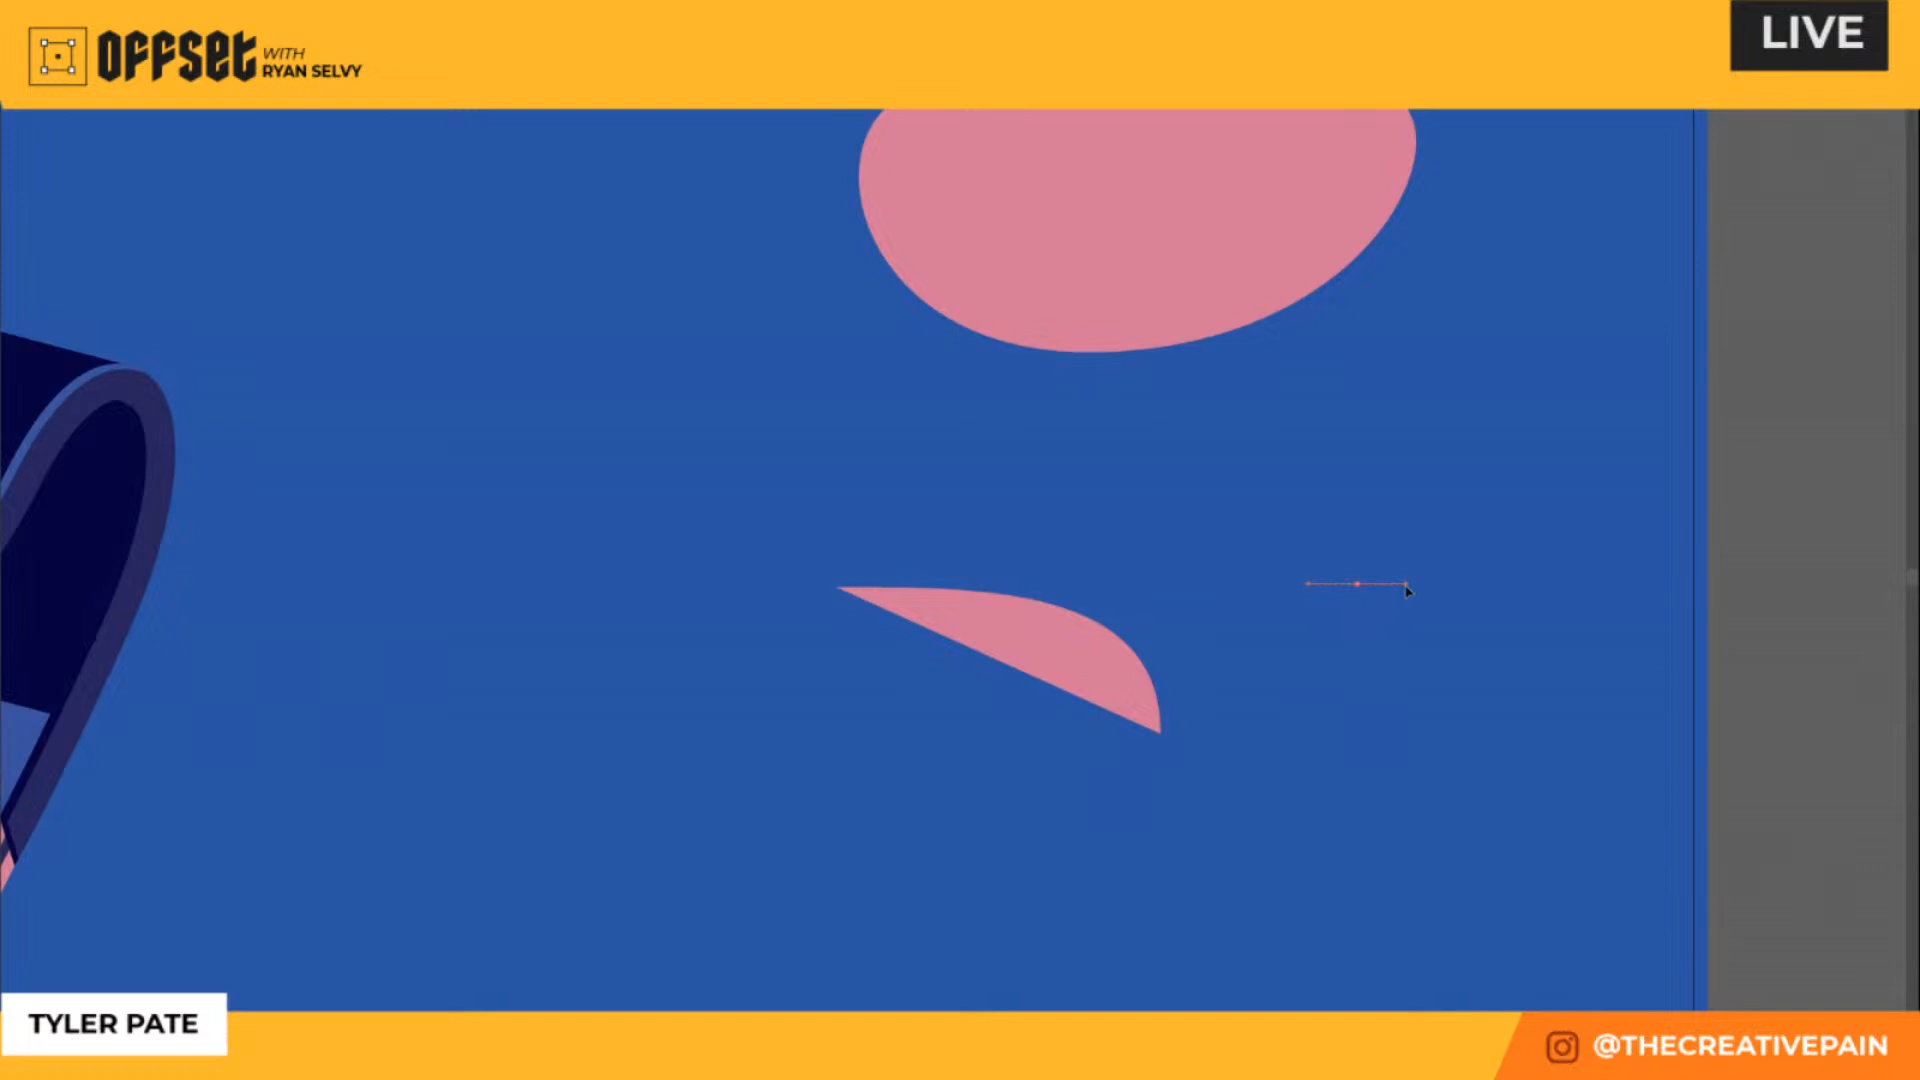 OFFSET WITH
RYAN SELVY
LIVE
TYLER PATE
@THECREATIVEPAIN